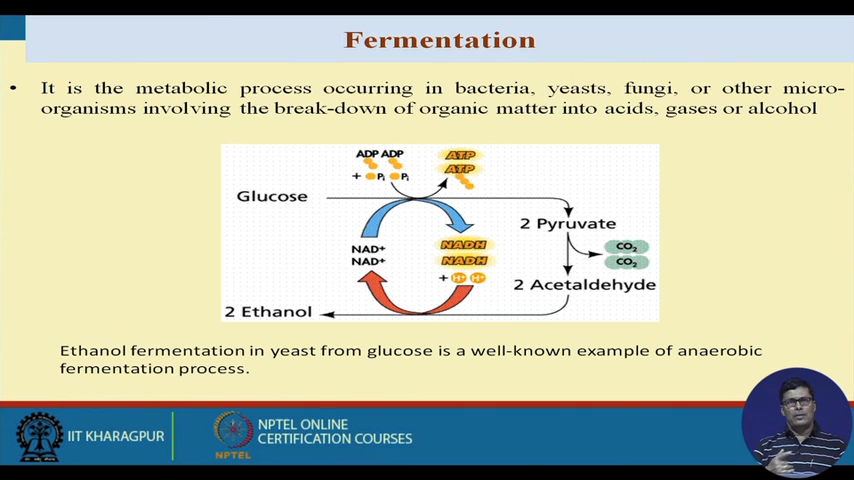 Fermentation
• It is the metabolic process occurring in bacteria, yeasts, fungi, or other micro-
organisms involving the break-down of organic matter into acids, gases or alcohol
ADP ADP
ATP
ATP
+ Pi Pi
Glucose
2 Pyruvate
NAD+
NAD+
NADH
NADH
+ H+ H+
CO2
CO2
2 Acetaldehyde
2 Ethanol
Ethanol fermentation in yeast from glucose is a well-known example of anaerobic
fermentation process.
IIT KHARAGPUR
NPTEL
NPTEL ONLINE
CERTIFICATION COURSES